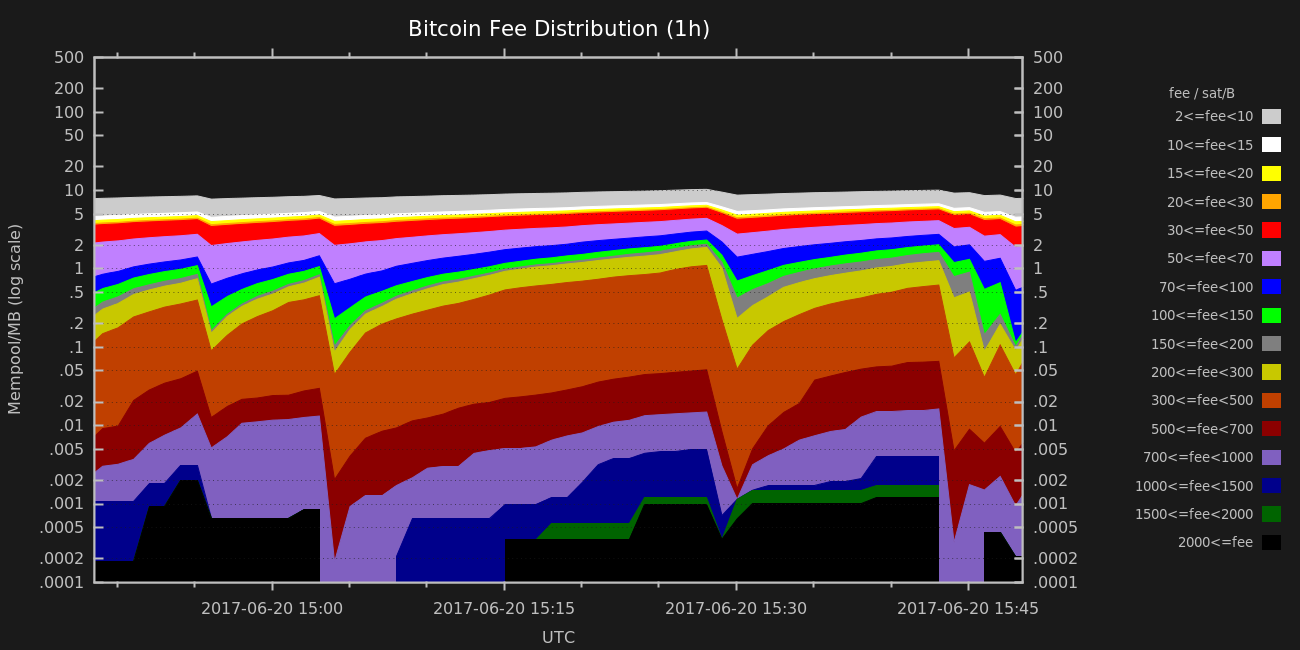 Bitcoin Fee Distribution (1h)
Mempool/MB (log scale)
500
200
100
50
20
10
5
2
1
.5
.2
.1
.05
.02
.01
.005
.002
.001
.0005
.0002
.0001
500
200
100
50
20
10
5
2
1
.5
.2
.1
.05
.02
.01
.005
.002
.001
.0005
.0002
.0001
2017-06-20 15:00
2017-06-20 15:15
2017-06-20 15:30
2017-06-20 15:45
UTC
fee / sat/B
2<=fee<10
10<=fee<15
15<=fee<20
20<=fee<30
30<=fee<50
50<=fee<70
70<=fee<100
100<=fee<150
150<=fee<200
200<=fee<300
300<=fee<500
500<=fee<700
700<=fee<1000
1000<=fee<1500
1500<=fee<2000
2000<=fee